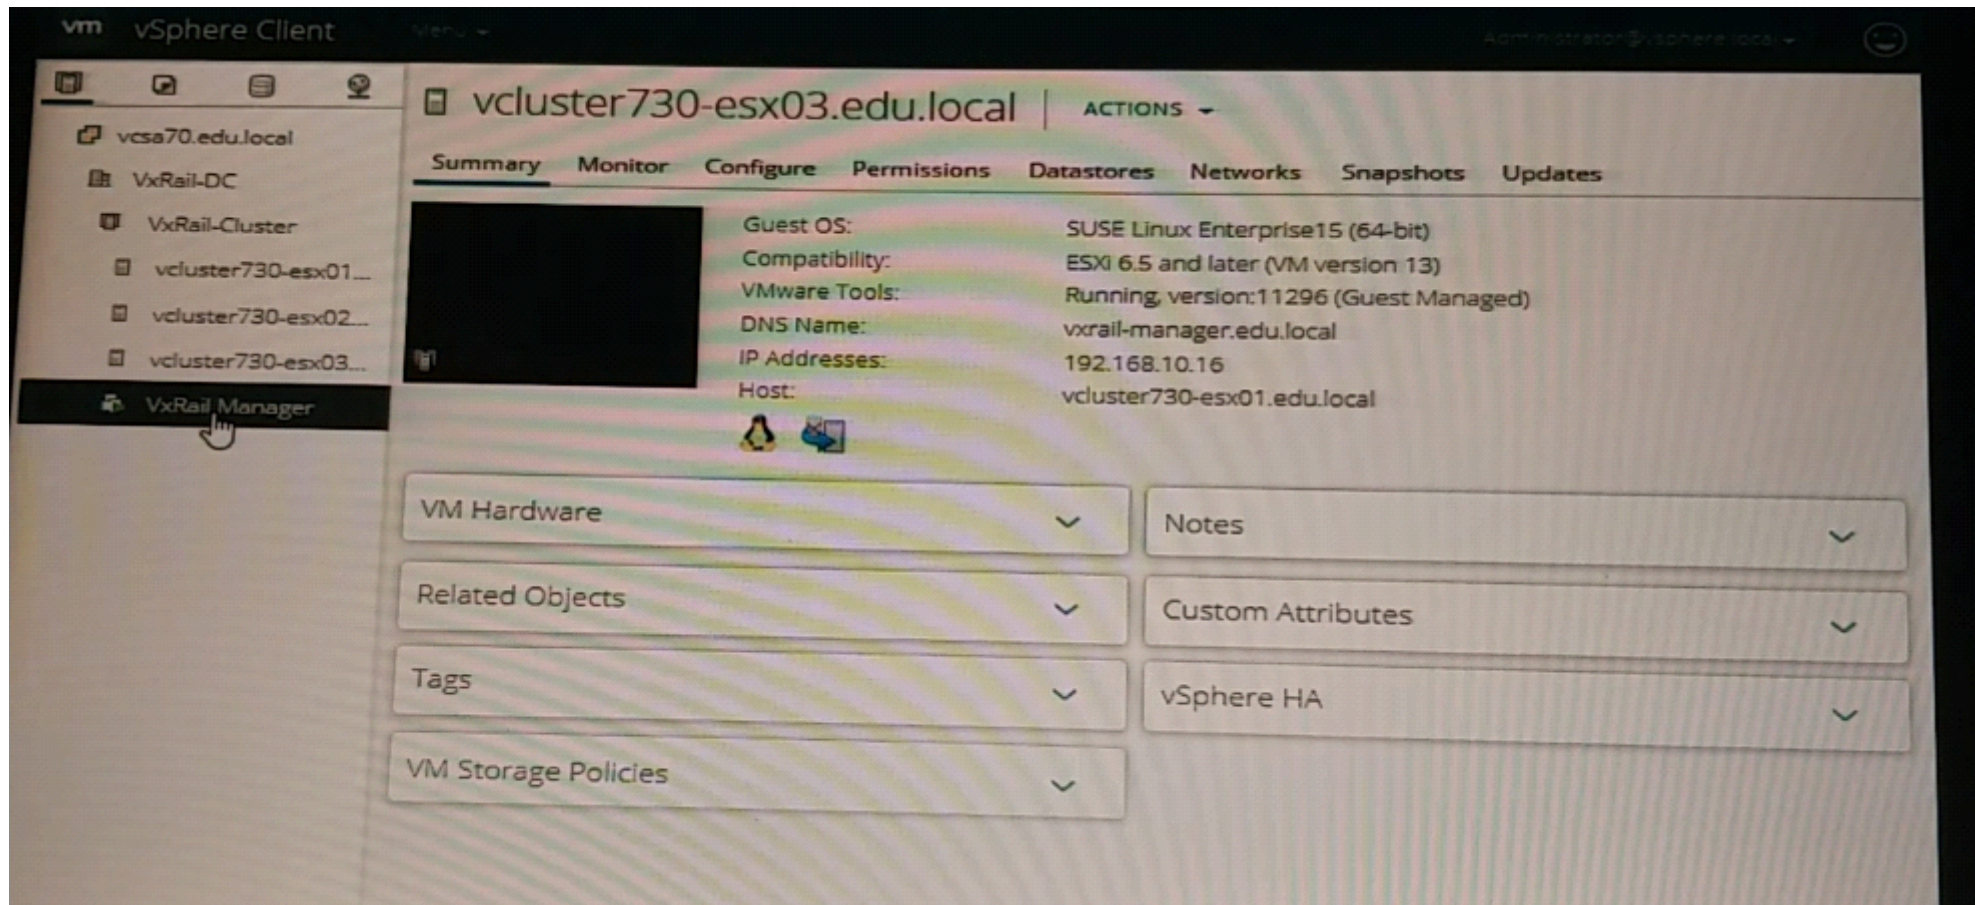 vm vSphere Client Menu Administrator@vsphere.local
vcsa70.edu.local
VxRail-DC
VxRail-Cluster
vcluster730-esx01...
vcluster730-esx02...
vcluster730-esx03...
VxRail Manager
vcluster730-esx03.edu.local ACTIONS
Summary Monitor Configure Permissions Datastores Networks Snapshots Updates
Guest OS: SUSE Linux Enterprise15 (64-bit)
Compatibility: ESXi 6.5 and later (VM version 13)
VMware Tools: Running, version:11296 (Guest Managed)
DNS Name: vxrail-manager.edu.local
IP Addresses: 192.168.10.16
Host: vcluster730-esx01.edu.local
VM Hardware
Notes
Related Objects
Custom Attributes
Tags
vSphere HA
VM Storage Policies